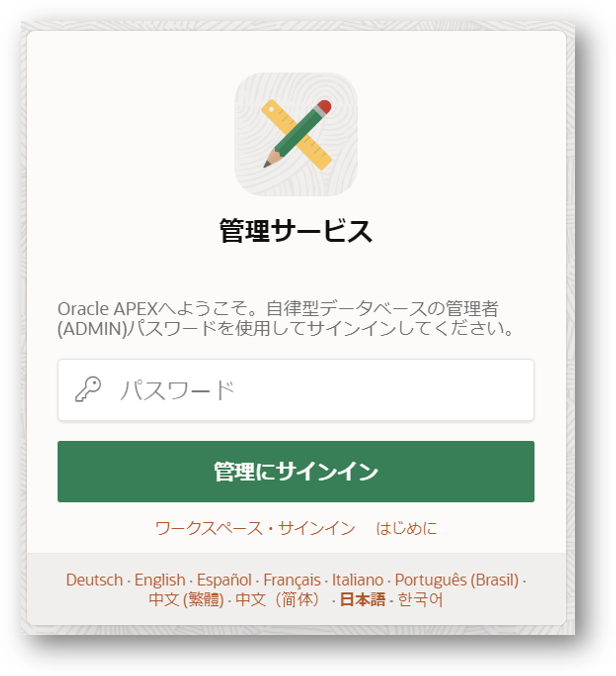 管理サービス
Oracle APEXへようこそ。自律型データベースの管理者
(ADMIN)パスワードを使用してサインインしてください。
パスワード
管理にサインイン
ワークスペース・サインイン はじめに
Deutsch · English · Español · Français · Italiano · Português (Brasil) ·
中文 (繁體) · 中文（简体） · 日本語 · 한국어